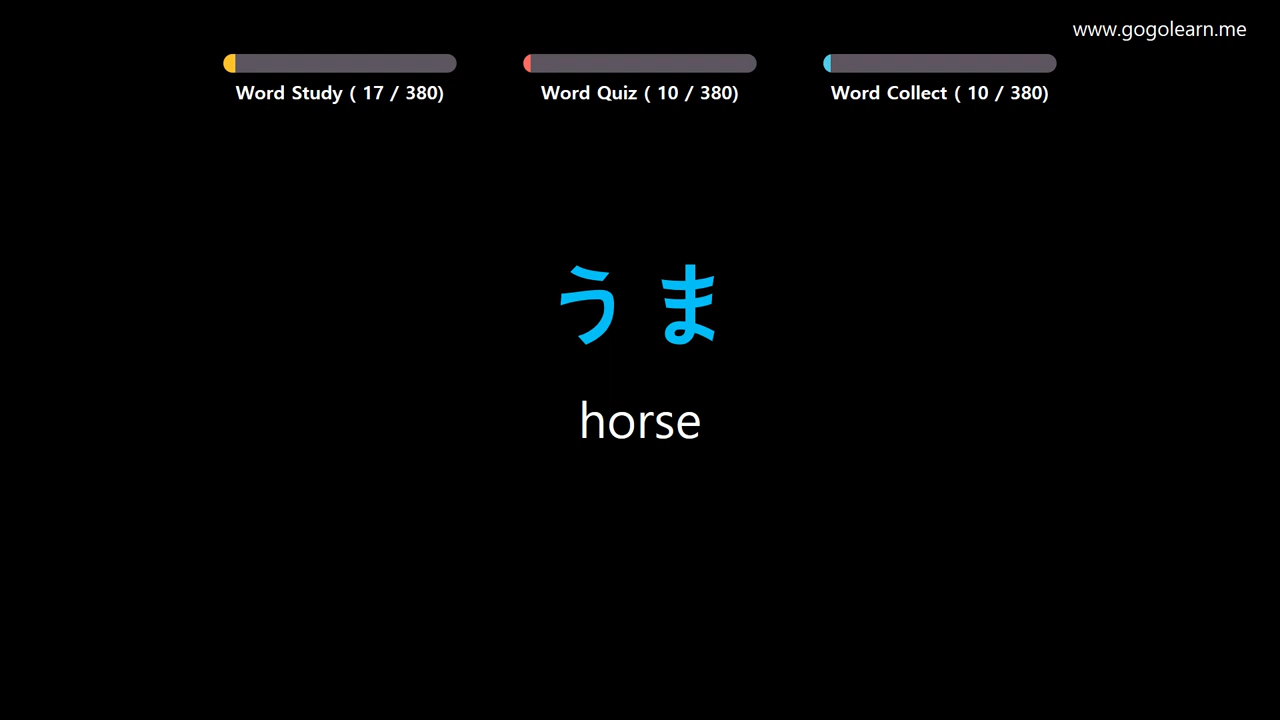 www.gogolearn.me
Word Study ( 17 / 380)
Word Quiz ( 10 / 380)
Word Collect ( 10 / 380)
うま
horse